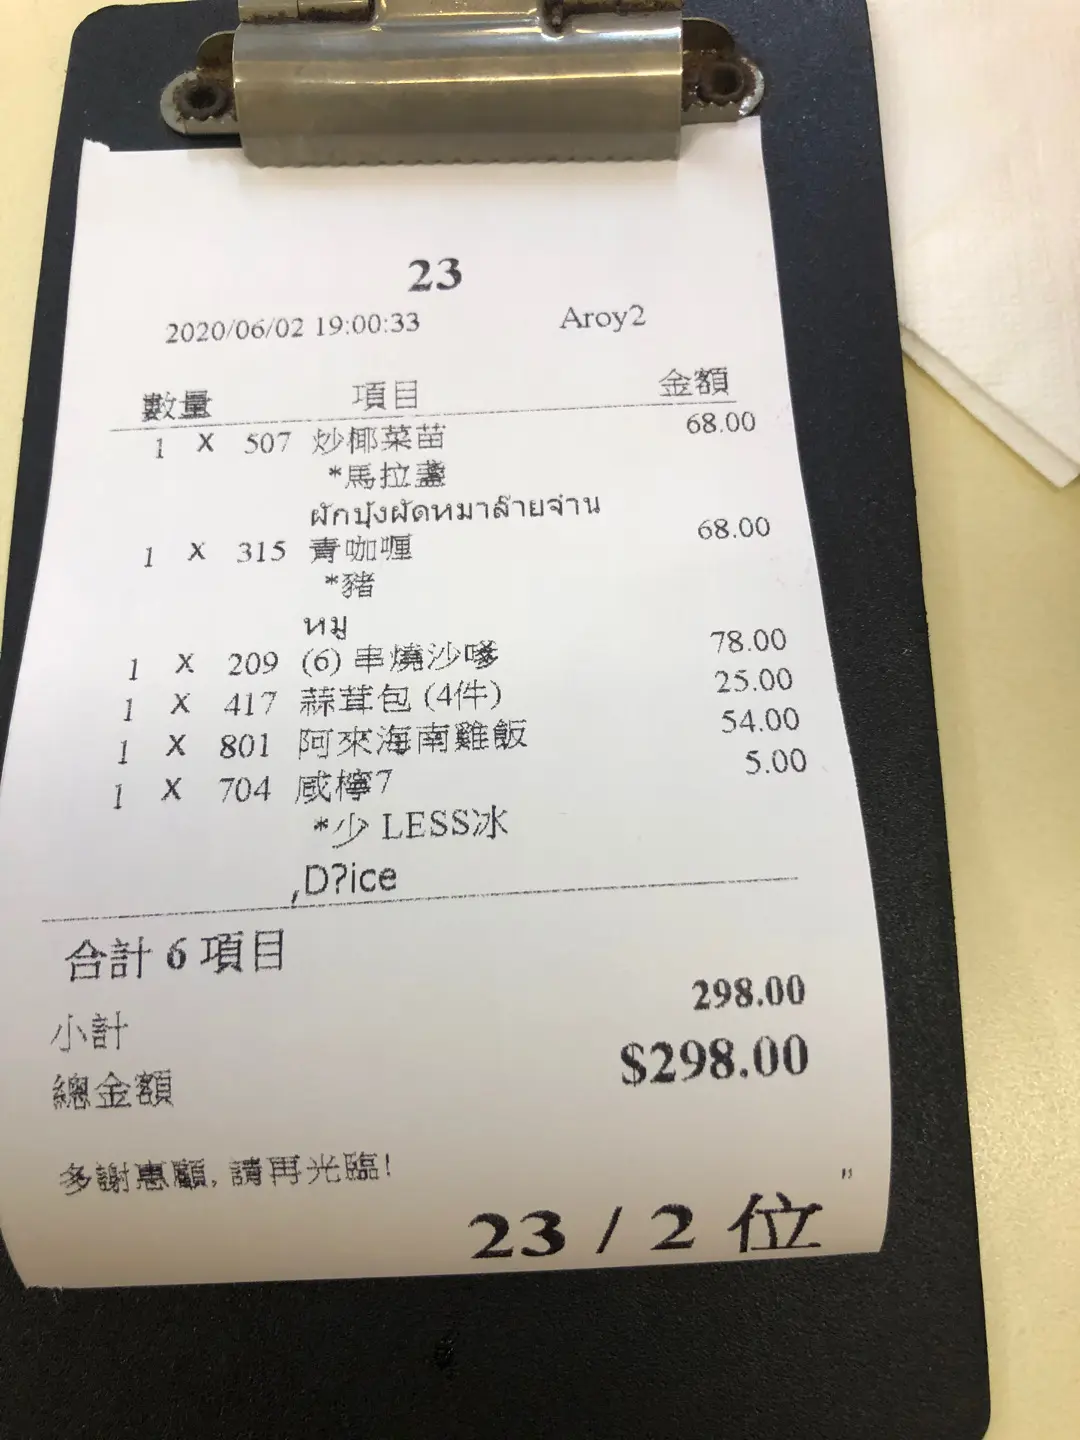 23
2020/06/02 19:00:33 Aroy2
數量 項目 金額
1 X 507 炒椰菜苗 68.00
*馬拉盞
ผักบุ้งผัดหมาล๊ายจ่าน
1 X 315 青咖喱 68.00
*豬
หมู
1 X 209 (6) 串燒沙嗲 78.00
1 X 417 蒜茸包 (4件) 25.00
1 X 801 阿來海南雞飯 54.00
1 X 704 咸檸7 5.00
*少 LESS冰
,D?ice
合計 6 項目
小計 298.00
總金額 $298.00
多謝惠顧, 請再光臨!
23 / 2 位